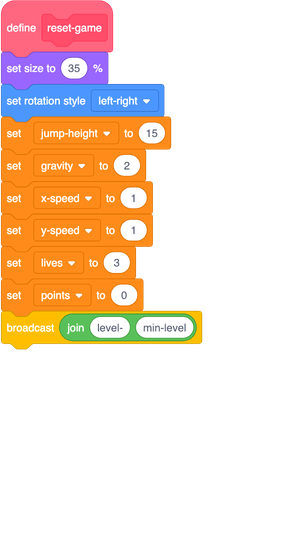 define reset-game
set size to 35 %
set rotation style left-right
set jump-height to 15
set gravity to 2
set x-speed to 1
set y-speed to 1
set lives to 3
set points to 0
broadcast join level- min-level